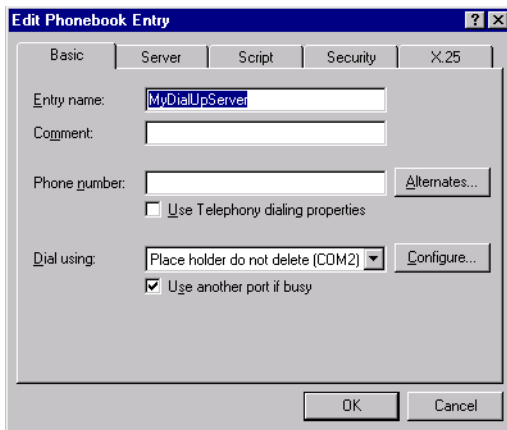 Edit Phonebook Entry
Basic Server Script Security X.25
Entry name: MyDialUpServer
Comment:
Phone number: Alternates...
Use Telephony dialing properties
Dial using: Place holder do not delete (COM2) Configure...
Use another port if busy
OK Cancel